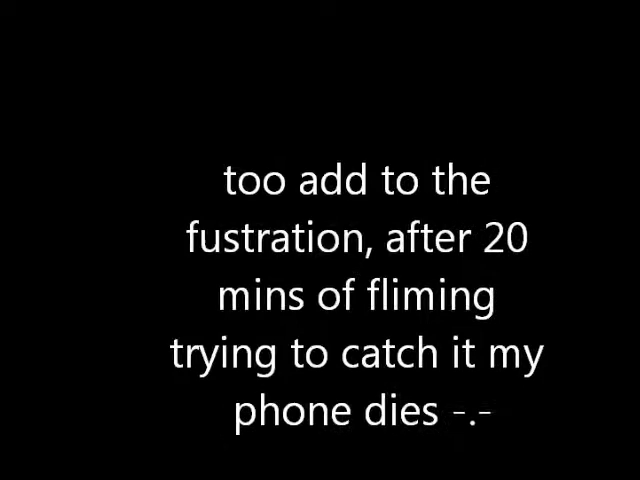 too add to the
fustration, after 20
mins of fliming
trying to catch it my
phone dies -.-